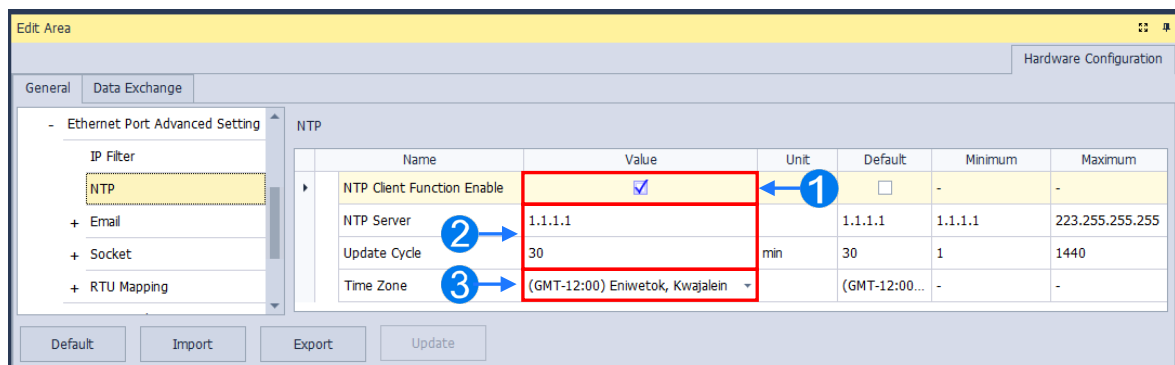 Edit Area
Hardware Configuration
General Data Exchange
- Ethernet Port Advanced Setting
IP Filter
NTP
+ Email
+ Socket
+ RTU Mapping
NTP
Name Value Unit Default Minimum Maximum
NTP Client Function Enable - -
1
NTP Server 1.1.1.1 1.1.1.1 1.1.1.1 223.255.255.255
2
Update Cycle 30 min 30 1 1440
Time Zone (GMT-12:00) Eniwetok, Kwajalein (GMT-12:00... - -
3
Default Import Export Update